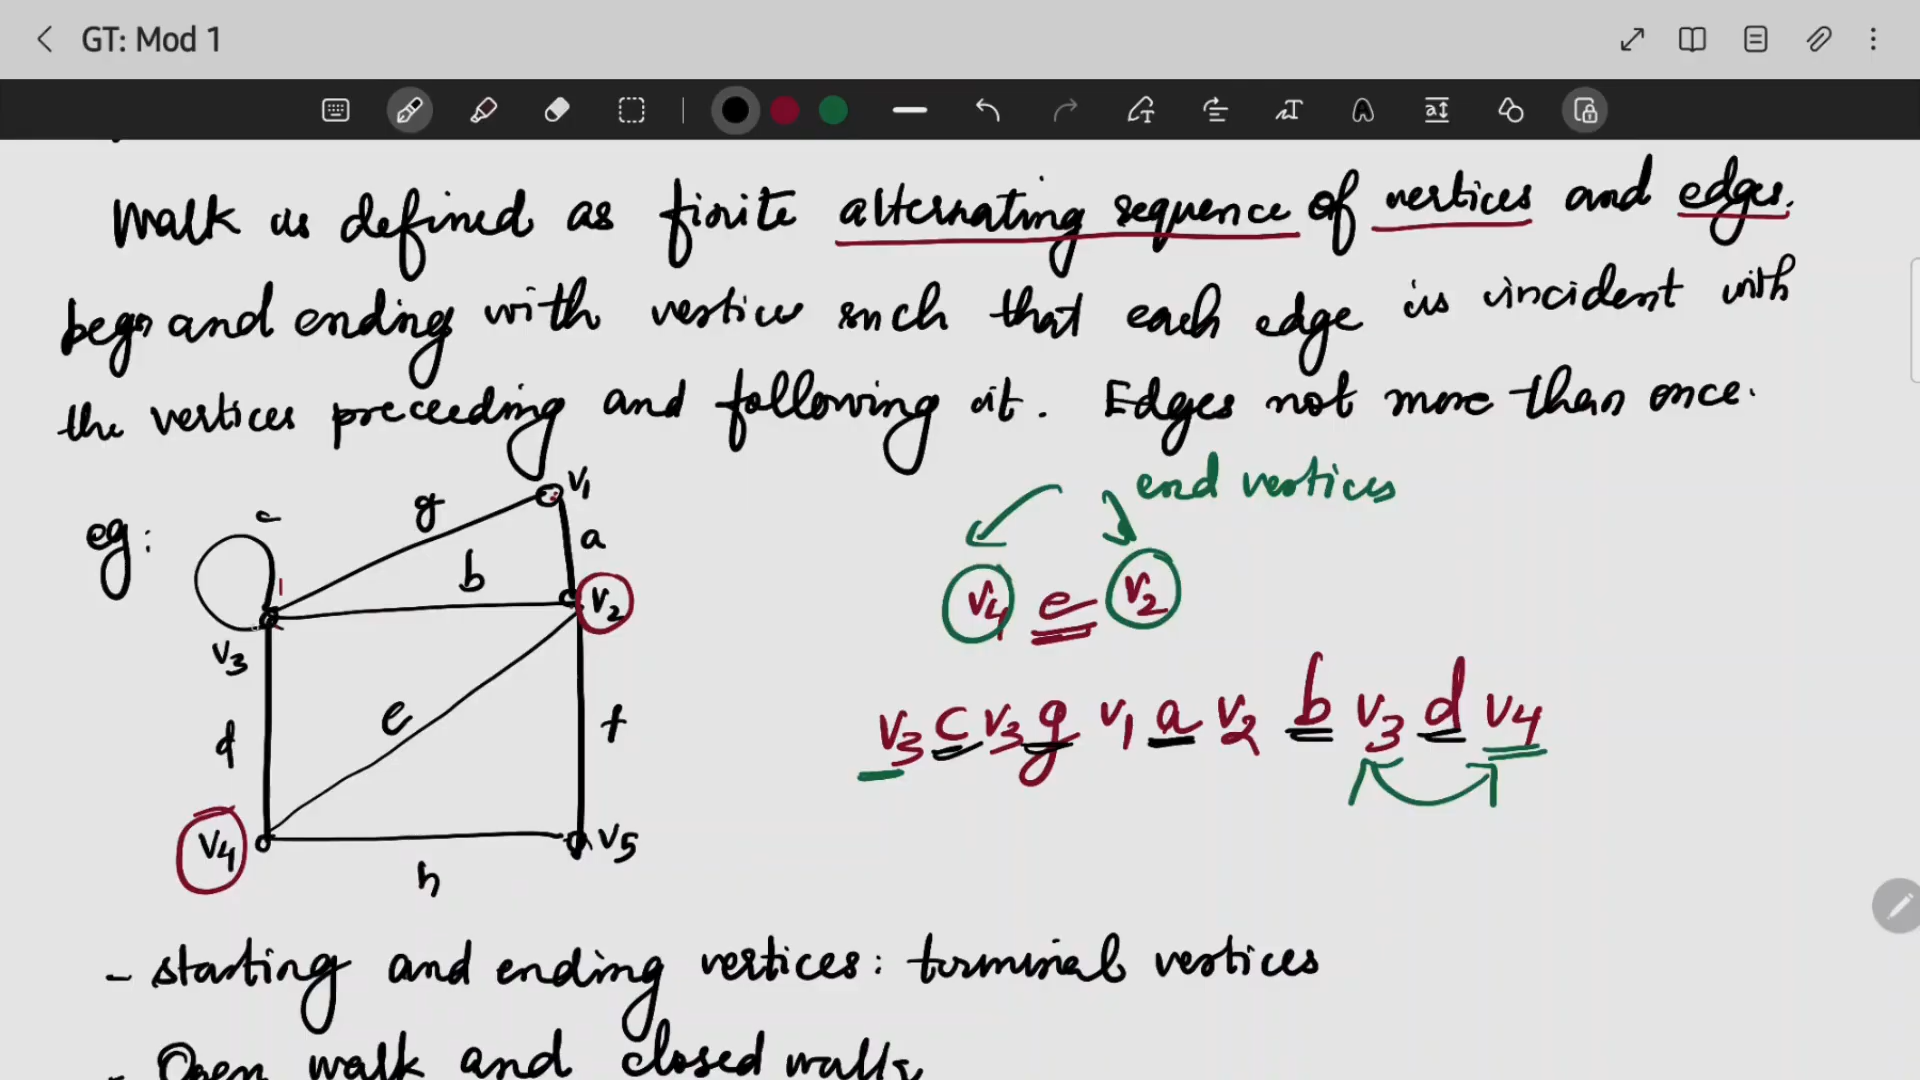 GT: Mod 1
Walk is defined as finite alternating sequence of vertices and edges.
begn and ending with vertices such that each edge is incident with
the vertices preceeding and following it. Edges not more than once.
end vertices
eg:
v1
g
c
a
b
v2
v3
v4 e v2
d
e
f
v3 c v3 g v1 a v2 b v3 d v4
v4
v5
h
- starting and ending vertices: terminal vertices
- Open walk and closed walks